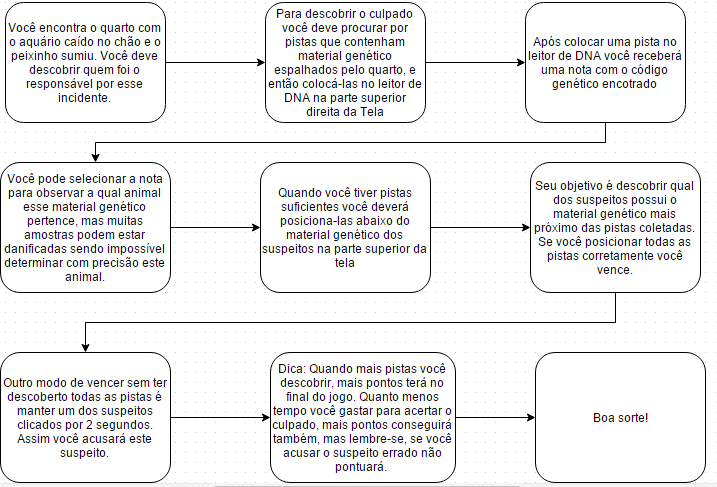 Você encontra o quarto com
o aquário caído no chão e o
peixinho sumiu. Você deve
descobrir quem foi o
responsável por esse
incidente.
Para descobrir o culpado
você deve procurar por
pistas que contenham
material genético
espalhados pelo quarto, e
então colocá-las no leitor de
DNA na parte superior
direita da Tela
Após colocar uma pista no
leitor de DNA você receberá
uma nota com o código
genético encotrado
Você pode selecionar a nota
para observar a qual animal
esse material genético
pertence, mas muitas
amostras podem estar
danificadas sendo impossível
determinar com precisão este
animal.
Quando você tiver pistas
suficientes você deverá
posiciona-las abaixo do
material genético dos
suspeitos na parte superior da
tela
Seu objetivo é descobrir qual
dos suspeitos possui o
material genético mais
próximo das pistas coletadas.
Se você posicionar todas as
pistas corretamente você
vence.
Outro modo de vencer sem ter
descoberto todas as pistas é
manter um dos suspeitos
clicados por 2 segundos.
Assim você acusará este
suspeito.
Dica: Quando mais pistas você
descobrir, mais pontos terá no
final do jogo. Quanto menos
tempo você gastar para acertar o
culpado, mais pontos conseguirá
também, mas lembre-se, se você
acusar o suspeito errado não
pontuará.
Boa sorte!